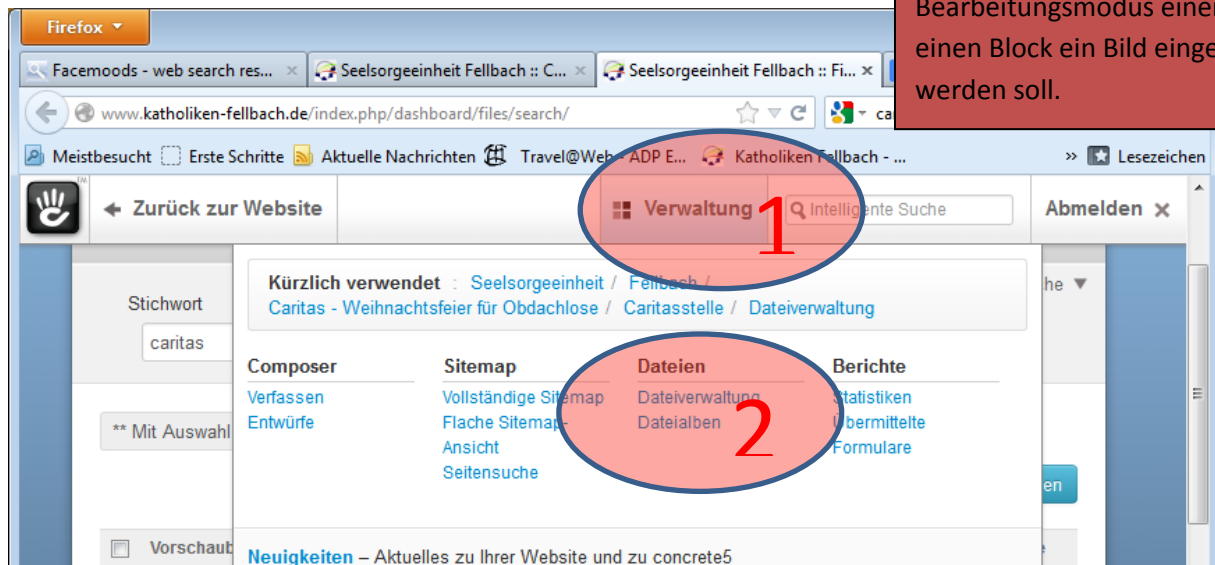 Bearbeitungsmodus
einen Block ein Bild
werden soll.
Firefox
Facemoods - web search res...
Seelsorgeeinheit Fellbach :: C...
Seelsorgeeinheit Fellbach :: Fi...
www.katholiken-fellbach.de/index.php/dashboard/files/search/
Meistbesucht Erste Schritte Aktuelle Nachrichten Travel@Web - ADP E... Katholiken Fellbach - ... » Lesezeichen
Zurück zur Website Verwaltung 1 Intelligente Suche Abmelden
Kürzlich verwendet : Seelsorgeeinheit / Fellbach /
Caritas - Weihnachtsfeier für Obdachlose / Caritasstelle / Dateiverwaltung
Stichwort
caritas
Composer
Verfassen
Entwürfe
Sitemap
Vollständige Sitemap
Flache Sitemap-
Ansicht
Seitensuche
Dateien
Dateiverwaltung
Dateialben
2
Berichte
Statistiken
Übermittelte
Formulare
** Mit Auswahl
Neuigkeiten – Aktuelles zu Ihrer Website und zu concrete5